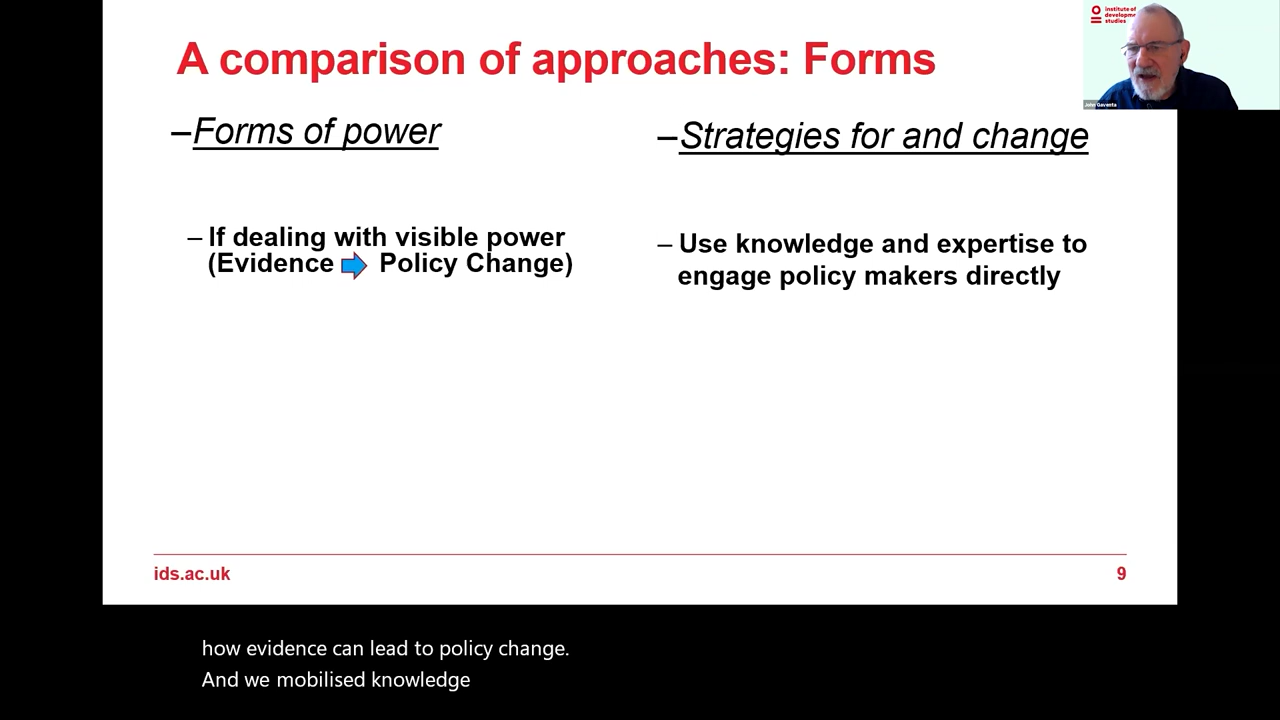 A comparison of approaches: Forms
institute of
developme
studies
John Gaventa
–Forms of power
–Strategies for and change
– If dealing with visible power
(Evidence Policy Change)
– Use knowledge and expertise to
engage policy makers directly
ids.ac.uk
9
how evidence can lead to policy change.
And we mobilised knowledge